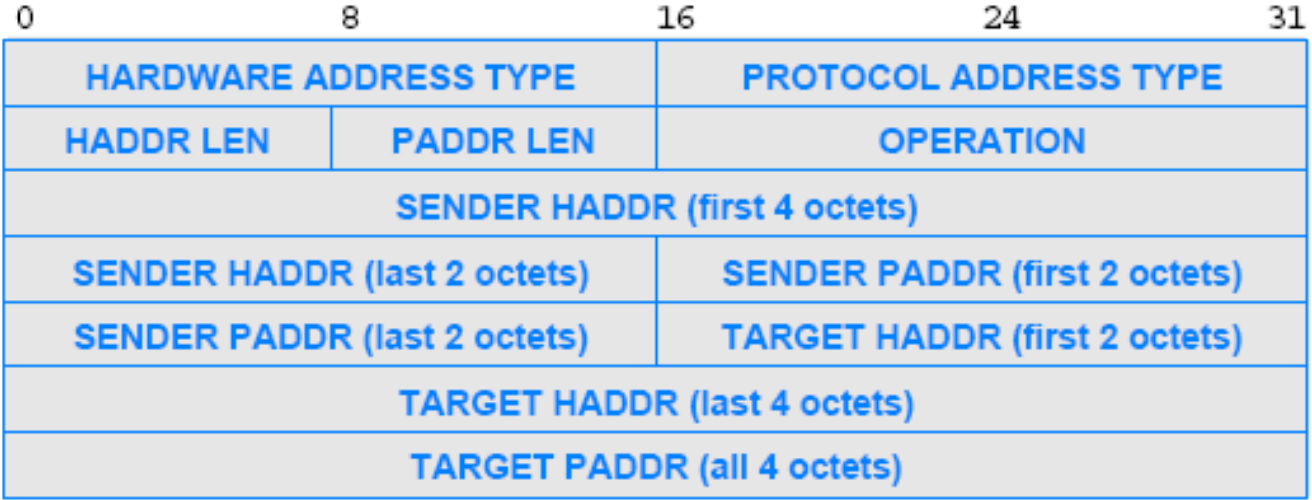 0 8 16 24 31
HARDWARE ADDRESS TYPE PROTOCOL ADDRESS TYPE
HADDR LEN PADDR LEN OPERATION
SENDER HADDR (first 4 octets)
SENDER HADDR (last 2 octets) SENDER PADDR (first 2 octets)
SENDER PADDR (last 2 octets) TARGET HADDR (first 2 octets)
TARGET HADDR (last 4 octets)
TARGET PADDR (all 4 octets)